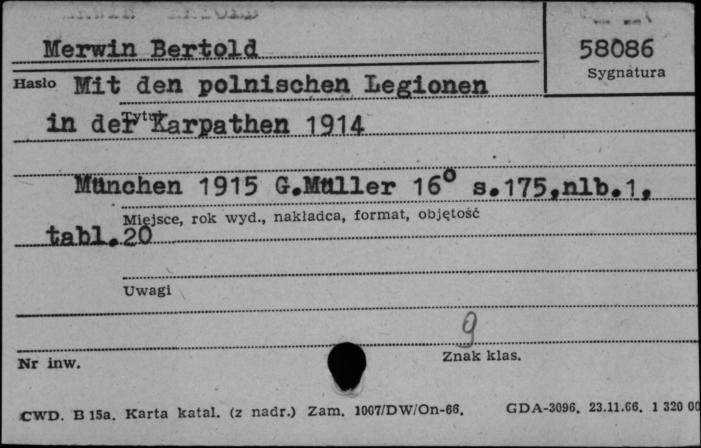 Merwin Bertold
58086
Sygnatura
Hasło Mit den polnischen Legionen
Tytuł
in der Karpathen 1914
München 1915 G.Müller 16° s.175,nlb.1,
Miejsce, rok wyd., nakładca, format, objętość
tabl.20
Uwagi
9
Nr inw.
Znak klas.
CWD. B 15a. Karta katal. (z nadr.) Zam. 1007/DW/On-66. GDA-3096. 23.11.66. 1 320 00